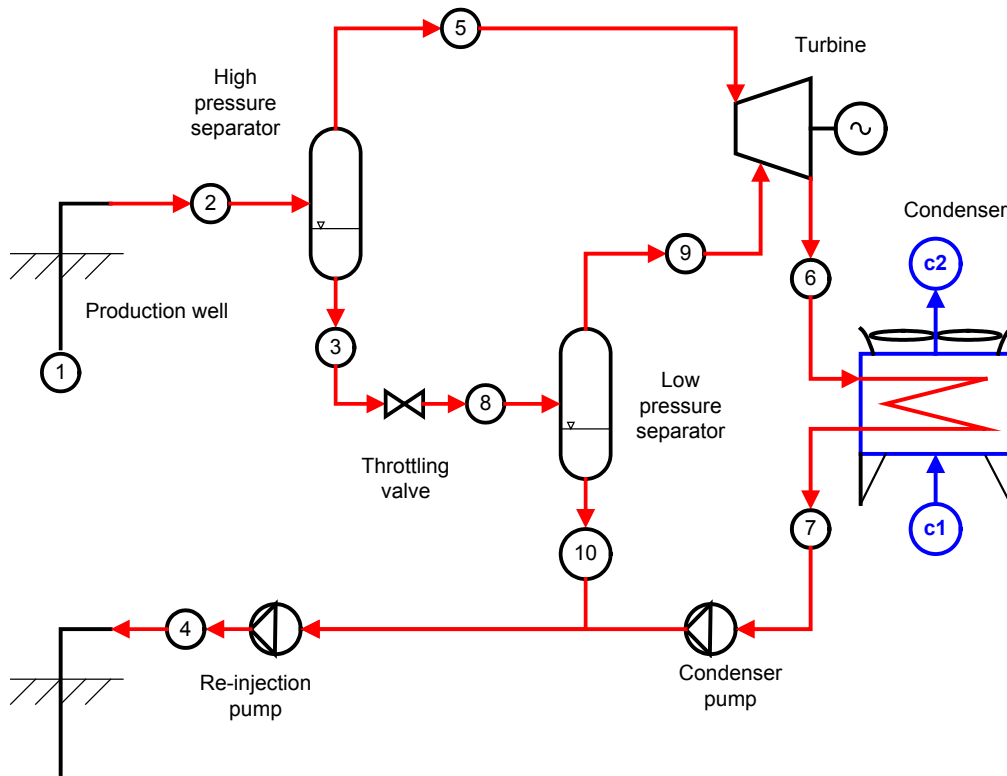 5
Turbine
High
pressure
separator
~
2
Condenser
9
c2
6
Production well
3
1
8
Low
pressure
separator
Throttling
valve
7
c1
10
4
Re-injection
pump
Condenser
pump